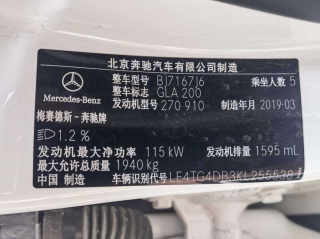 北京奔驰汽车有限公司制造
整车型号 BJ7167J6 乘坐人数 5
整车名称 GLA 200
发动机型号 270 910 制造年月 2019-03
Mercedes-Benz
梅赛德斯－奔驰牌
1.2 %
发动机最大净功率 115 kW 发动机排量 1595 mL
最大允许总质量 1940 kg
中国 制造 车辆识别代号 LE4TG4DB3KL255538